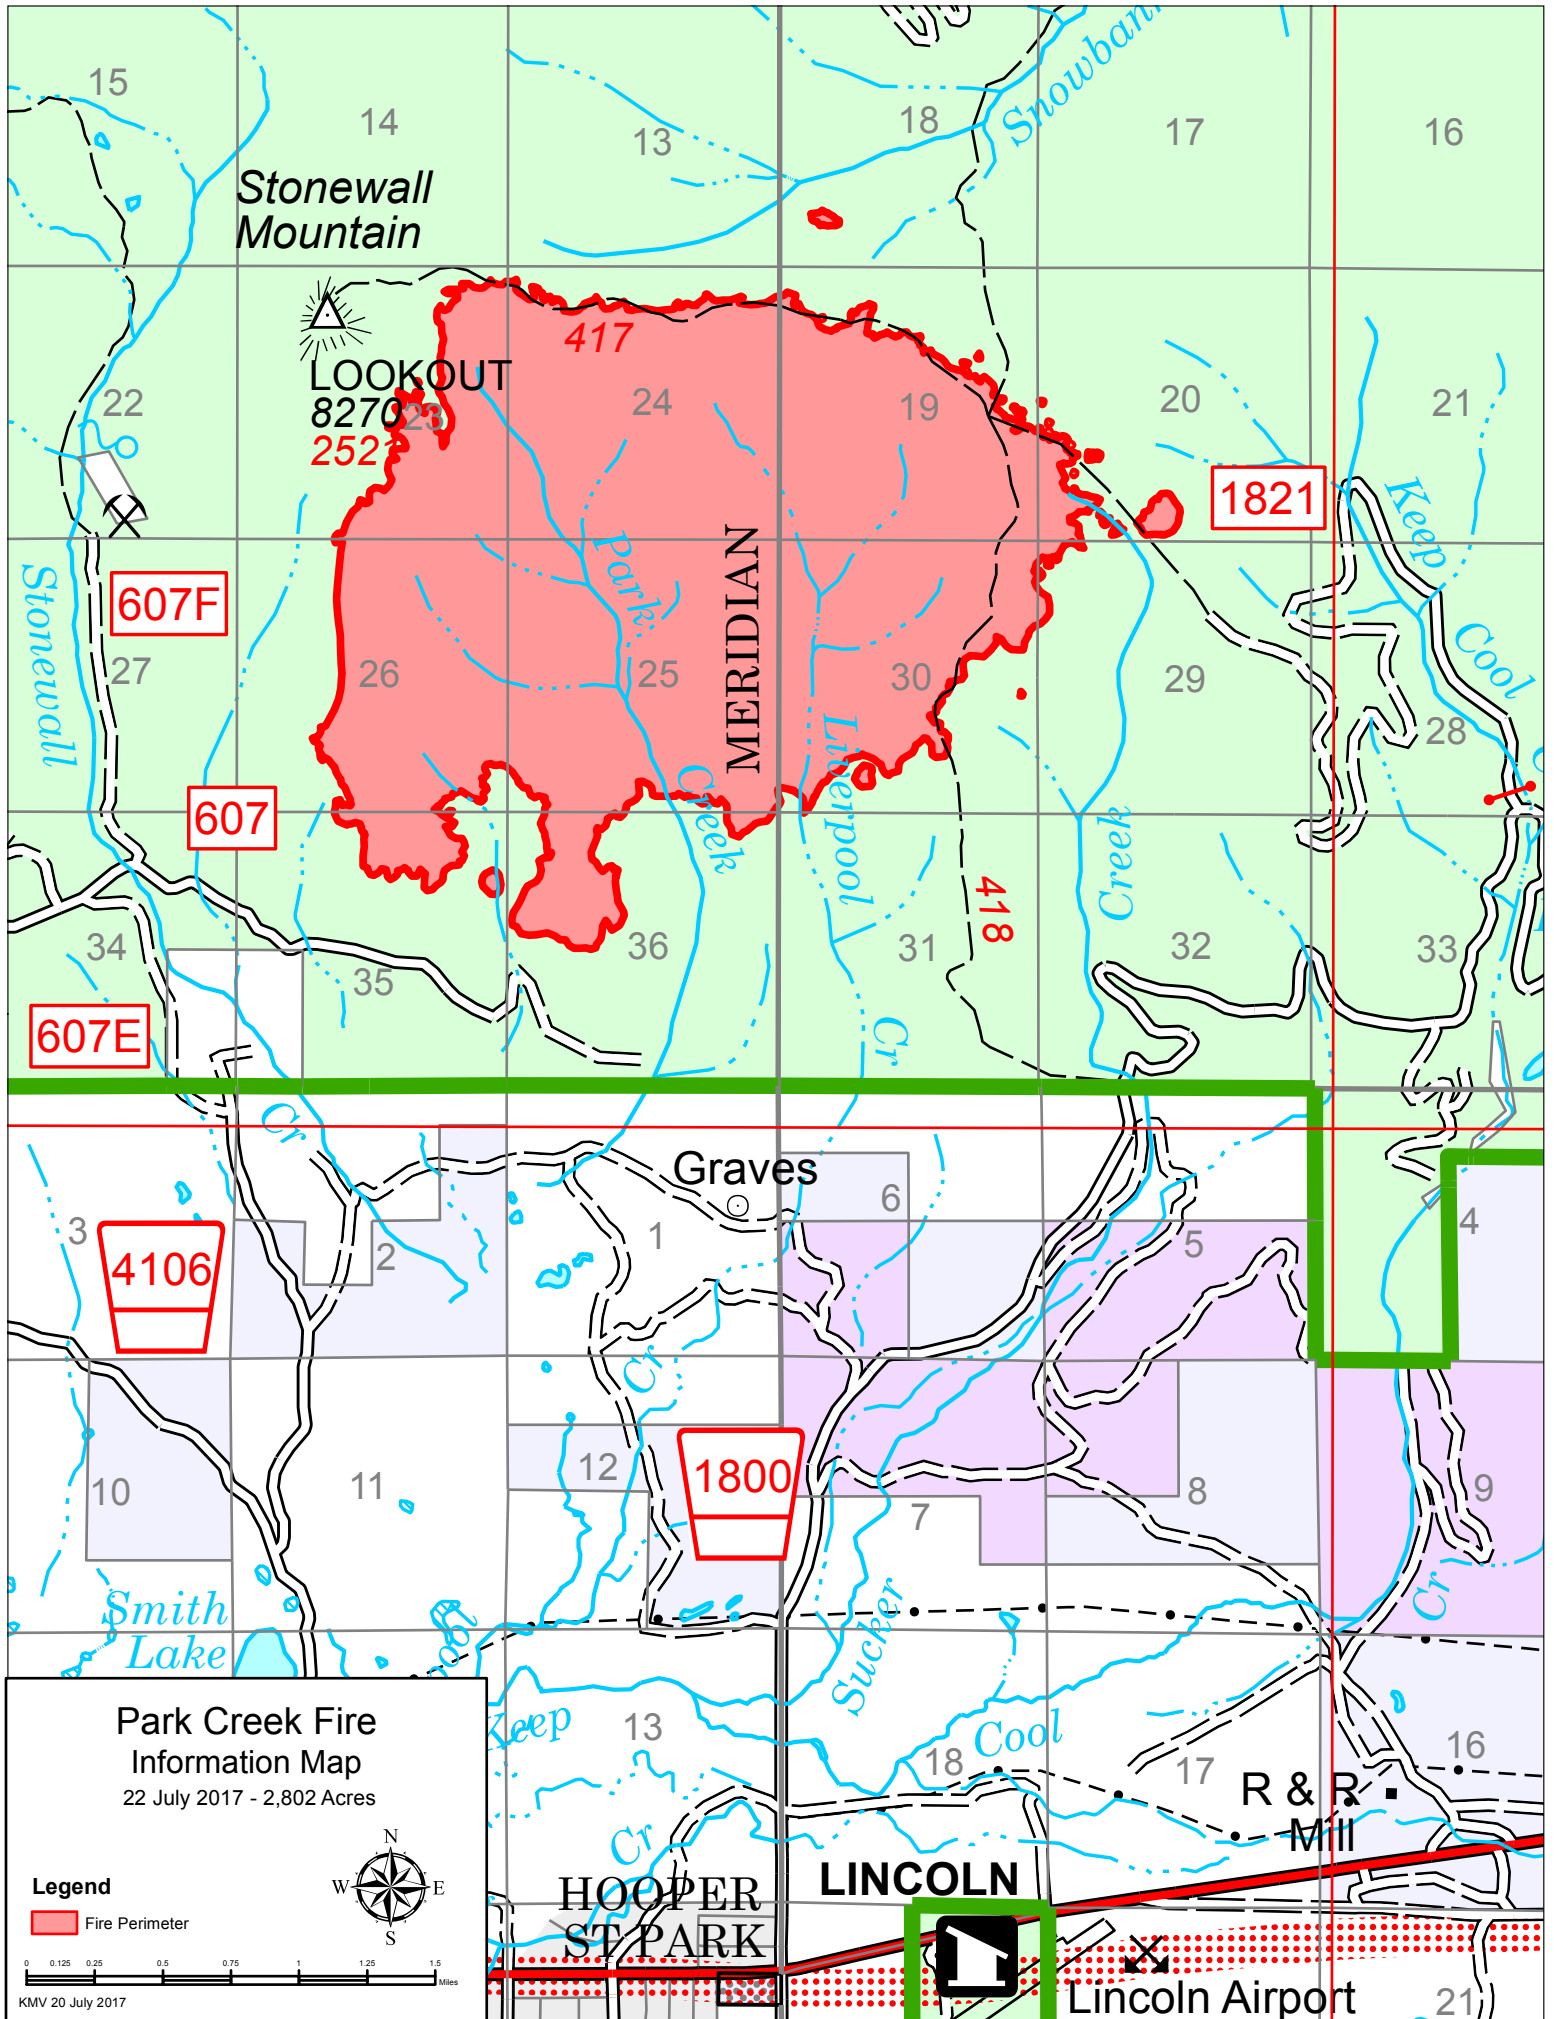 Snowbank
15
14
13
18
17
16
Stonewall
Mountain
417
LOOKOUT
8270
252
22
23
24
19
20
21
1821
Keep
Cool
Stonewall
607F
27
26
Park
25
MERIDIAN
30
29
28
Creek
Liverpool
Creek
607
418
34
35
36
31
32
33
607E
Cr
Cr
Graves
3
4106
2
1
6
5
4
Cr
10
11
12
1800
7
8
9
Cr
Smith
Lake
Sucker
Keep
13
18
Cool
17
16
R & R
Mill
Cr
HOOPER
ST PARK
LINCOLN
Lincoln Airport
21
Park Creek Fire
Information Map
22 July 2017 - 2,802 Acres
N
W E
S
Legend
Fire Perimeter
0 0.125 0.25 0.5 0.75 1 1.25 1.5
Miles
KMV 20 July 2017